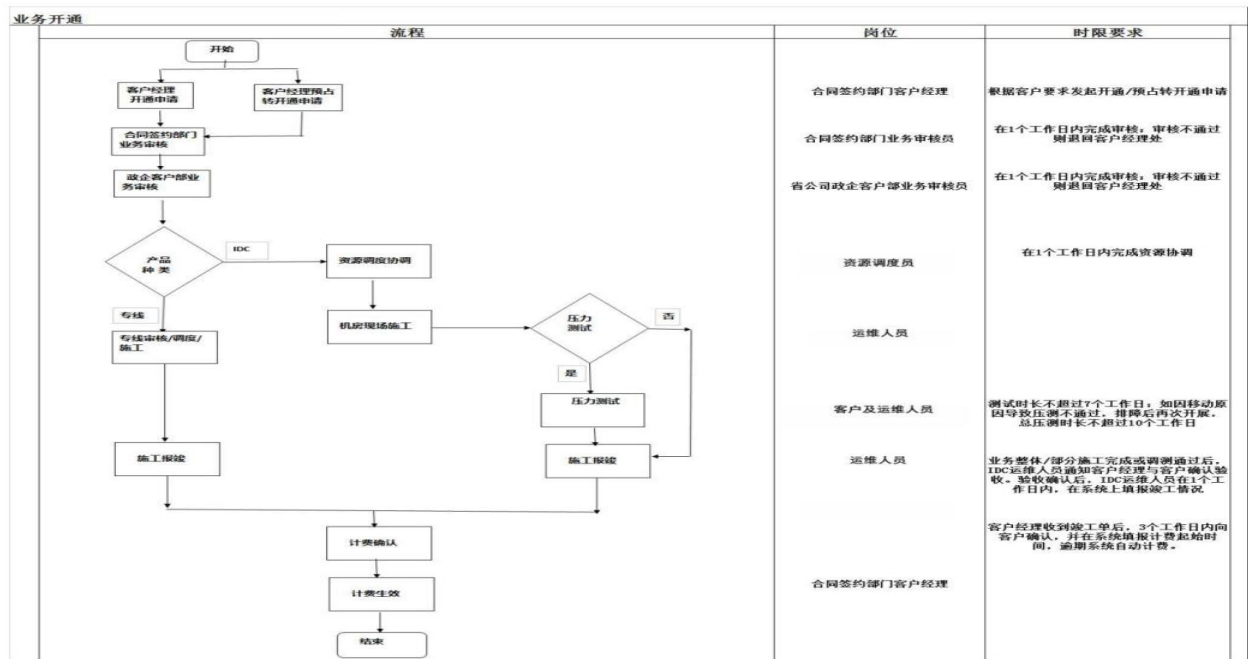 业务开通
流程
岗位
时限要求
开始
客户经理
开通申请
客户经理预占
转开通申请
合同签约部门客户经理
根据客户要求发起开通/预占转开通申请
合同签约部门
业务审核
合同签约部门业务审核员
在1个工作日内完成审核；审核不通过
则退回客户经理处
政企客户部业
务审核
省公司政企客户部业务审核员
在1个工作日内完成审核；审核不通过
则退回客户经理处
产品
种 类
IDC
资源调度协调
资源调度员
在1个工作日内完成资源协调
专线
专线审核/调度/
施工
机房现场施工
压力
测试
否
运维人员
是
压力测试
客户及运维人员
测试时长不超过7个工作日；如因移动原
因导致压测不通过，排障后再次开展，
总压测时长不超过10个工作日
施工报竣
施工报竣
运维人员
业务整体/部分施工完成或调测通过后，
IDC运维人员通知客户经理与客户确认验
收。验收确认后，IDC运维人员在1个工
作日内，在系统上填报竣工情况
计费确认
客户经理收到竣工单后，3个工作日内向
客户确认，并在系统填报计费起始时
间，逾期系统自动计费。
计费生效
合同签约部门客户经理
结束